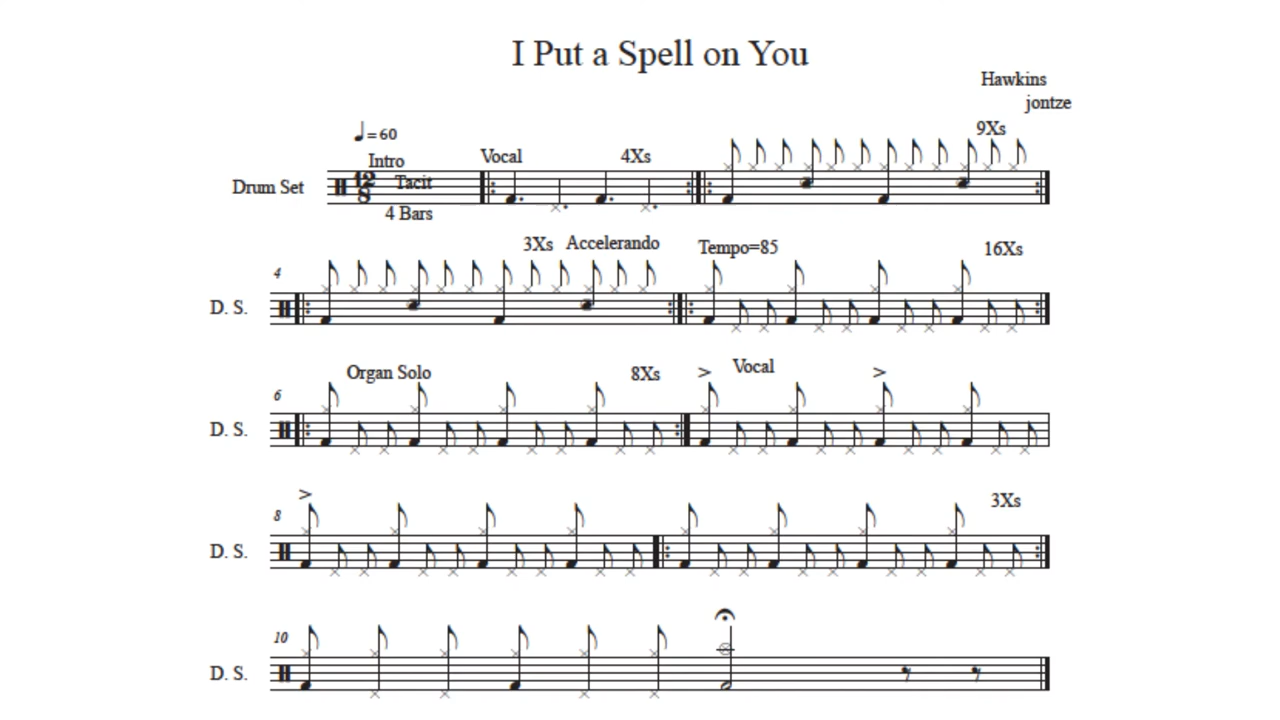 I Put a Spell on You
Hawkins
jontze
♩=60
9Xs
Intro
Vocal
4Xs
Drum Set
12
8
Tacit
4 Bars
3Xs Accelerando
Tempo=85
16Xs
4
D. S.
Organ Solo
8Xs
Vocal
6
D. S.
3Xs
8
D. S.
10
D. S.